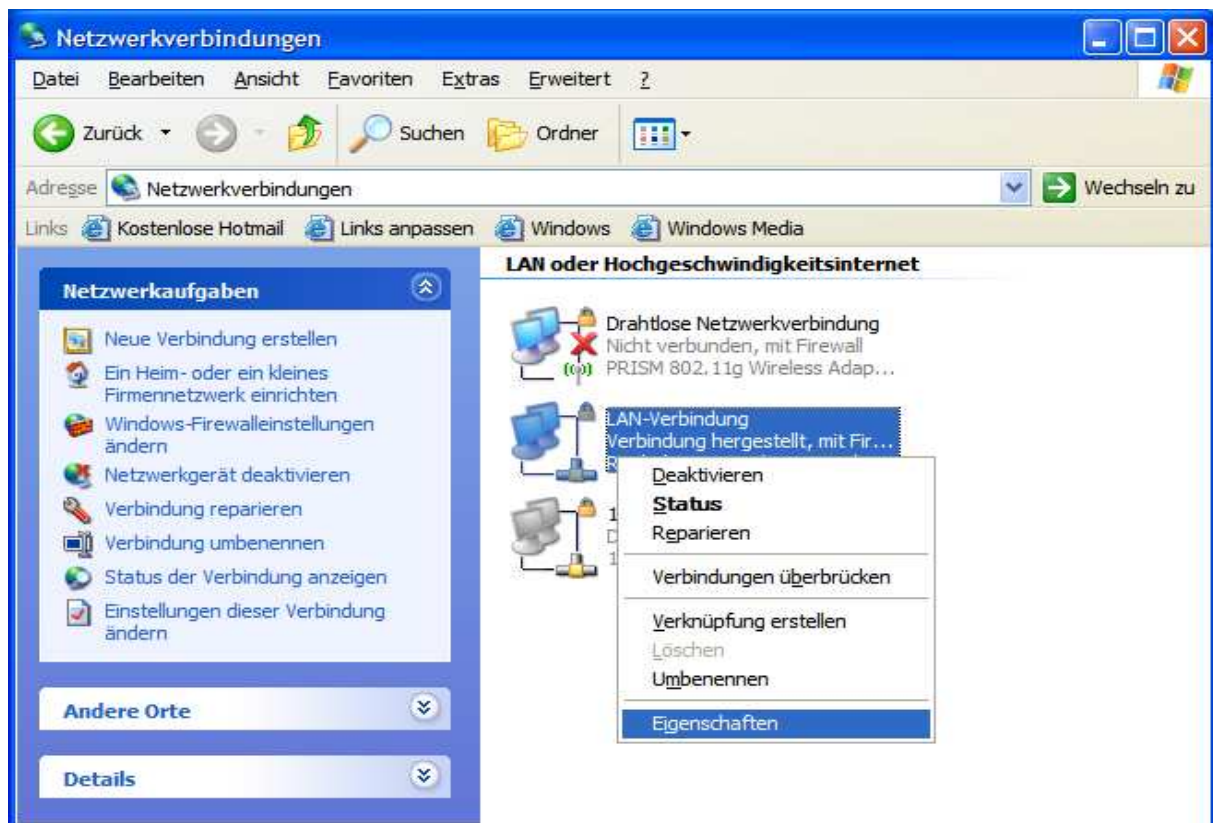 Netzwerkverbindungen
Datei Bearbeiten Ansicht Favoriten Extras Erweitert ?
Zurück Suchen Ordner
Adresse Netzwerkverbindungen Wechseln zu
Links Kostenlose Hotmail Links anpassen Windows Windows Media
Netzwerkaufgaben
Neue Verbindung erstellen
Ein Heim- oder ein kleines
Firmennetzwerk einrichten
Windows-Firewalleinstellungen
ändern
Netzwerkgerät deaktivieren
Verbindung reparieren
Verbindung umbenennen
Status der Verbindung anzeigen
Einstellungen dieser Verbindung
ändern
Andere Orte
Details
LAN oder Hochgeschwindigkeitsinternet
Drahtlose Netzwerkverbindung
Nicht verbunden, mit Firewall
PRISM 802.11g Wireless Adap...
LAN-Verbindung
Verbindung hergestellt, mit Fir...
Deaktivieren
Status
Reparieren
Verbindungen überbrücken
Verknüpfung erstellen
Löschen
Umbenennen
Eigenschaften